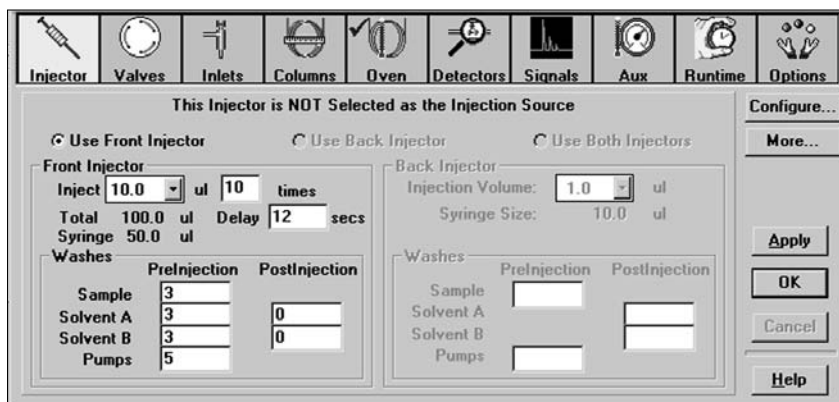 Injector Valves Inlets Columns Oven Detectors Signals Aux Runtime Options
This Injector is NOT Selected as the Injection Source
Configure...
Use Front Injector Use Back Injector Use Both Injectors
More...
Front Injector
Inject 10.0 ul 10 times
Total 100.0 ul Delay 12 secs
Syringe 50.0 ul
Washes
PreInjection PostInjection
Sample 3
Solvent A 3 0
Solvent B 3 0
Pumps 5
Back Injector
Injection Volume: 1.0 ul
Syringe Size: 10.0 ul
Washes
PreInjection PostInjection
Sample
Solvent A
Solvent B
Pumps
Apply
OK
Cancel
Help